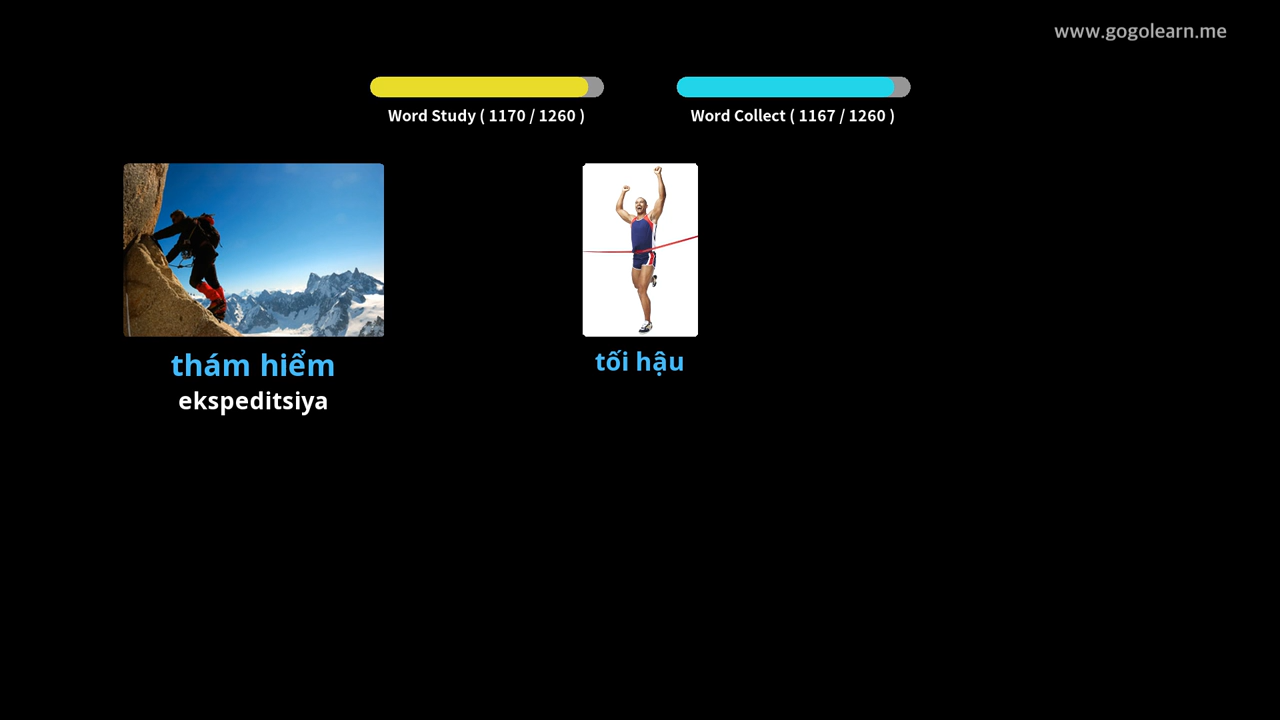 www.gogolearn.me
Word Study ( 1170 / 1260 )
Word Collect ( 1167 / 1260 )
thám hiểm
ekspeditsiya
tối hậu